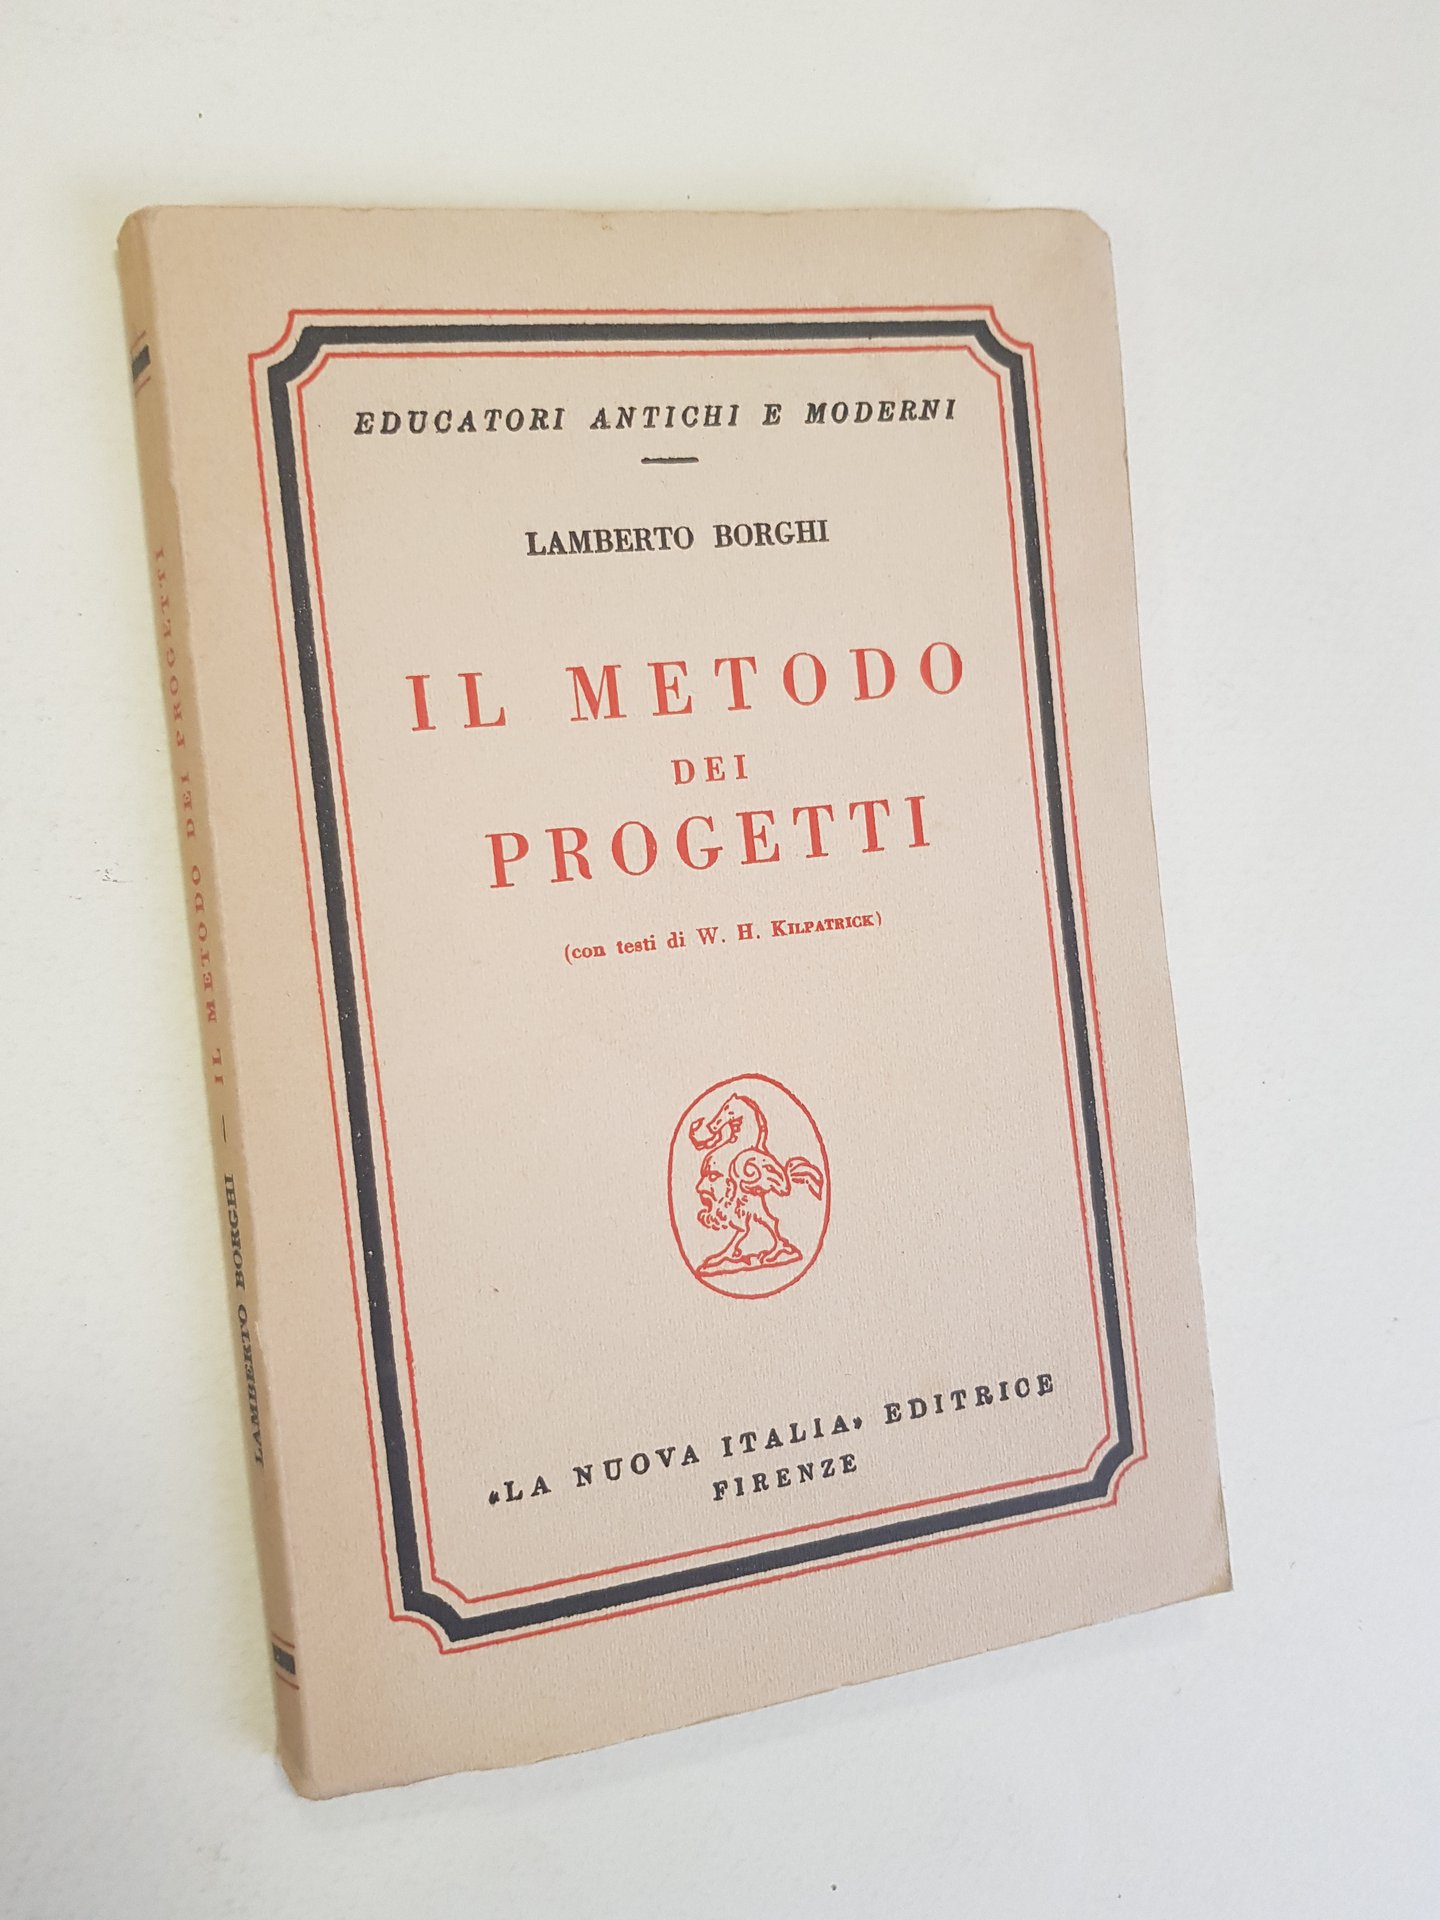 EDUCATORI ANTICHI E MODERNI
LAMBERTO BORGHI
IL METODO
DEI
PROGETTI
(con testi di W. H. KILPATRICK)
«LA NUOVA ITALIA» EDITRICE
FIRENZE
LAMBERTO BORGHI — IL METODO DEI PROGETTI